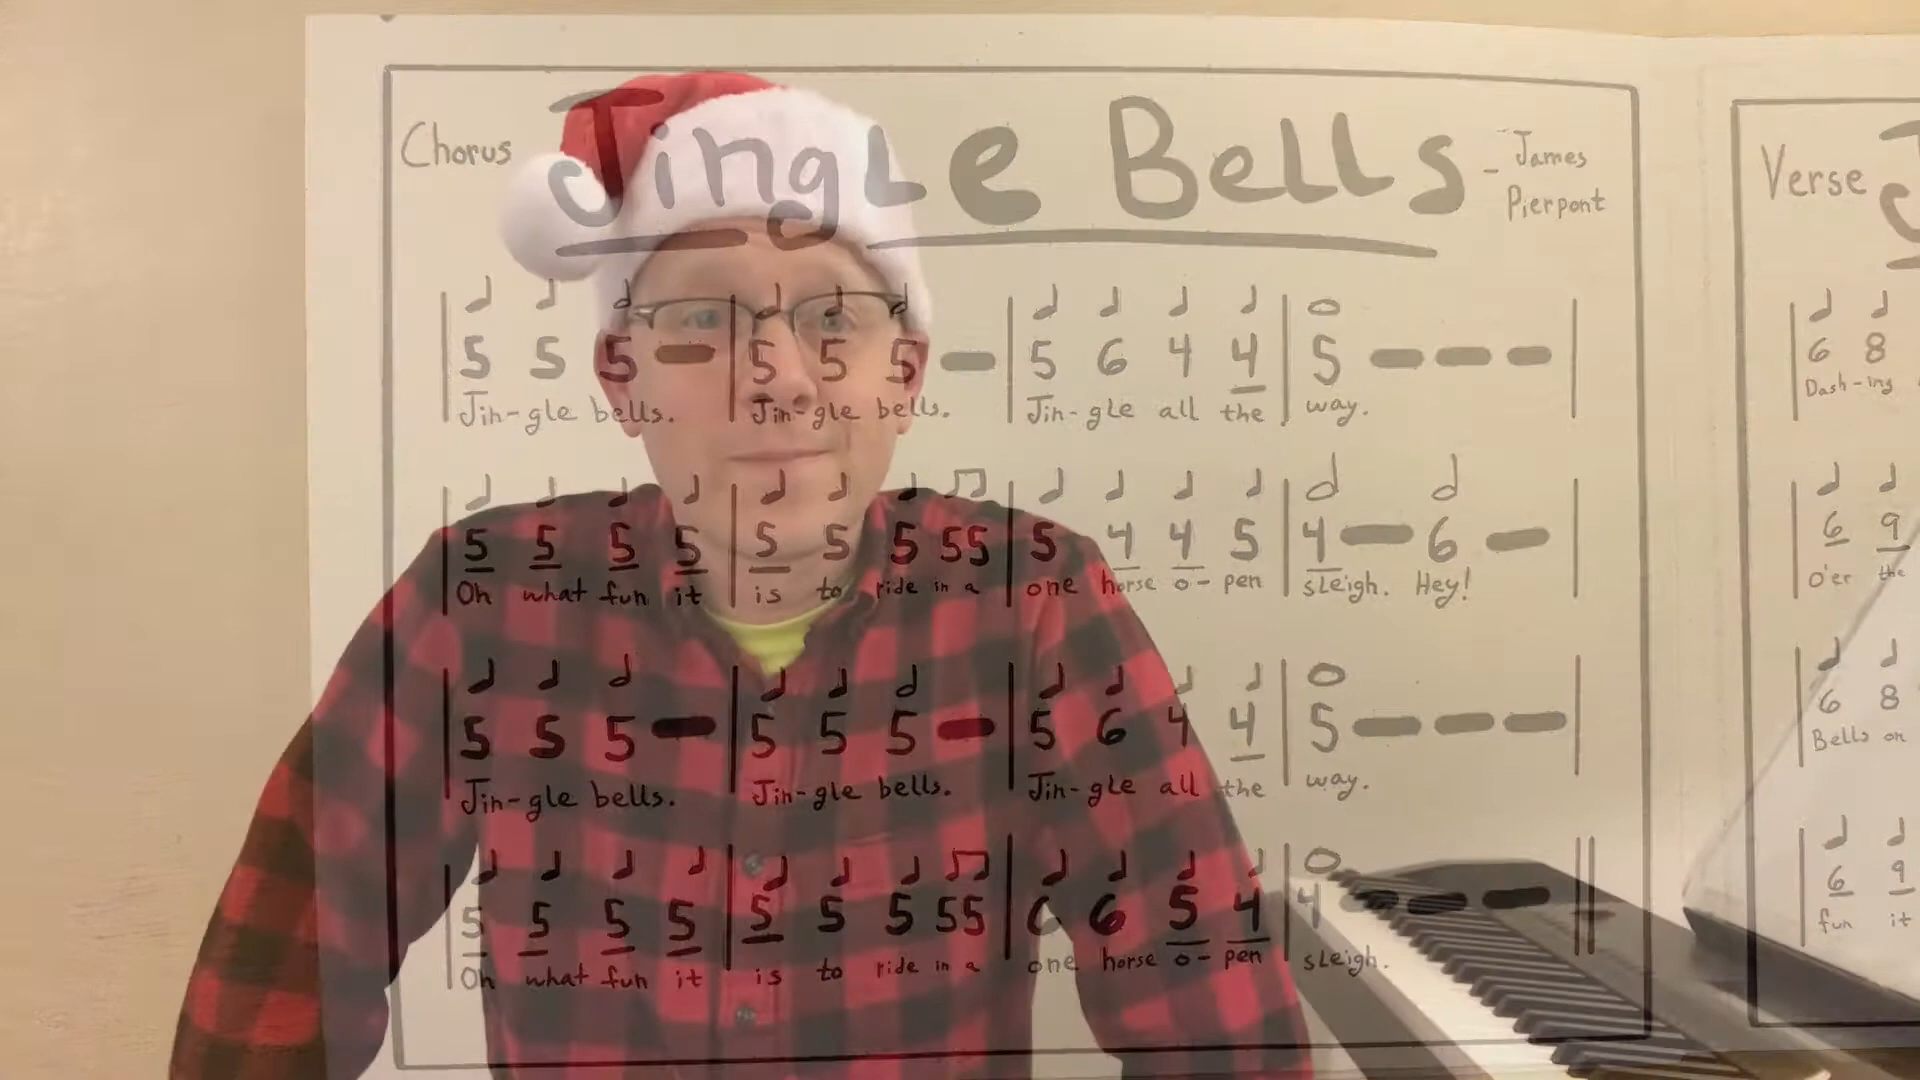 Chorus Jingle Bells - James Pierpont
5 5 5 - | 5 5 5 - | 5 6 4 4 | 5 - - - |
Jin-gle bells. Jin-gle bells. Jin-gle all the way.
5 5 5 5 | 5 5 5 55 | 5 4 4 5 | 4 - 6 - |
Oh what fun it is to ride in a one horse o-pen sleigh. Hey!
5 5 5 - | 5 5 5 - | 5 6 4 4 | 5 - - - |
Jin-gle bells. Jin-gle bells. Jin-gle all the way.
5 5 5 5 | 5 5 5 55 | 6 6 5 4 | 4 - - - ||
Oh what fun it is to ride in a one horse o-pen sleigh.
Verse
6 8
Dash-ing
6 9
O'er the
6 8
Bells on
6 9
fun it